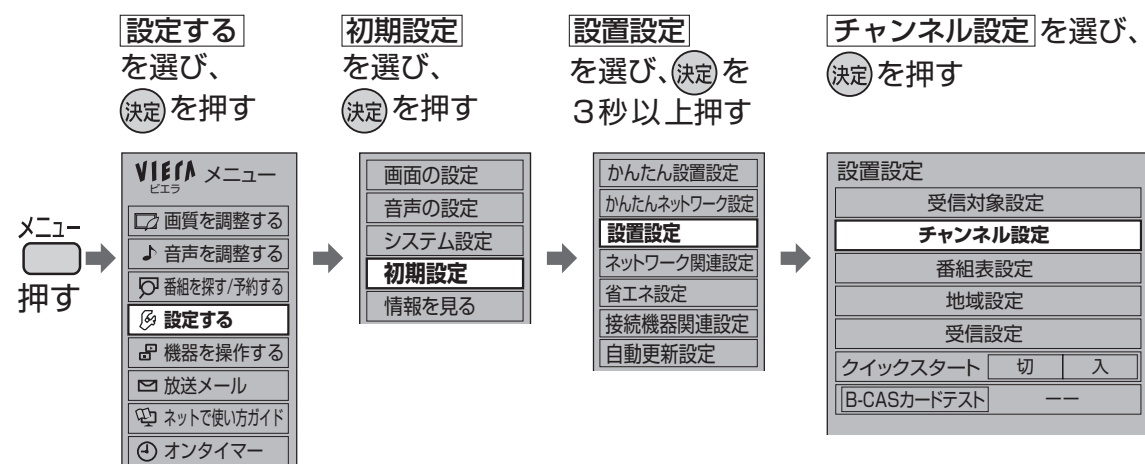 設定する
を選び、
決定を押す
初期設定
を選び、
決定を押す
設置設定
を選び、決定を
3秒以上押す
チャンネル設定を選び、
決定を押す
メニュー
押す
VIERA メニュー
ビエラ
画質を調整する
音声を調整する
番組を探す/予約する
設定する
機器を操作する
放送メール
ネットで使い方ガイド
オンタイマー
画面の設定
音声の設定
システム設定
初期設定
情報を見る
かんたん設置設定
かんたんネットワーク設定
設置設定
ネットワーク関連設定
省エネ設定
接続機器関連設定
自動更新設定
設置設定
受信対象設定
チャンネル設定
番組表設定
地域設定
受信設定
クイックスタート 切 入
B-CASカードテスト ーー